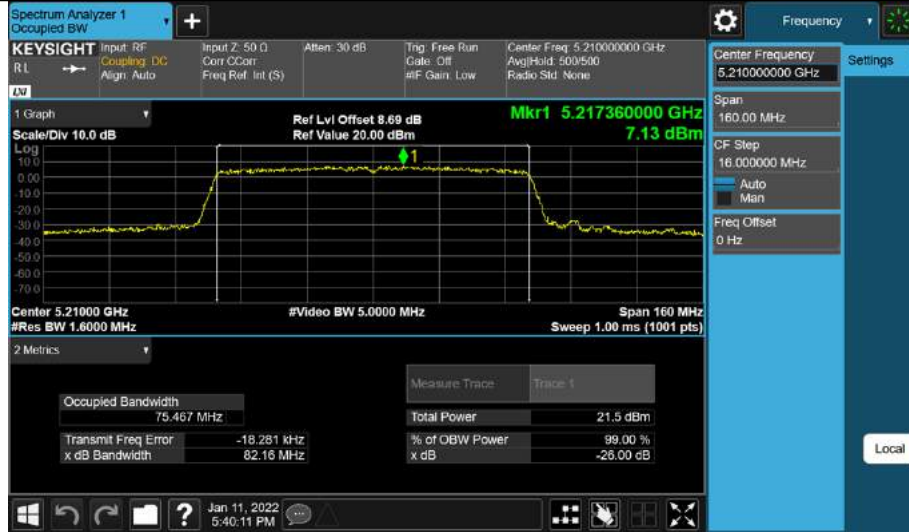 Spectrum Analyzer 1
Occupied BW
+
Frequency
KEYSIGHT
RL
LXI
Input: RF
Coupling: DC
Align: Auto
Input Z: 50 Ω
Corr CCorr
Freq Ref: Int (S)
Atten: 30 dB
Trig: Free Run
Gate: Off
#IF Gain: Low
Center Freq: 5.210000000 GHz
Avg|Hold: 500/500
Radio Std: None
Center Frequency
5.210000000 GHz
Settings
Span
160.00 MHz
CF Step
16.000000 MHz
Auto
Man
Freq Offset
0 Hz
Local
1 Graph
Scale/Div 10.0 dB
Ref Lvl Offset 8.69 dB
Ref Value 20.00 dBm
Mkr1 5.217360000 GHz
7.13 dBm
Log
10.0
0.00
-10.0
-20.0
-30.0
-40.0
-50.0
-60.0
-70.0
1
Center 5.21000 GHz
#Res BW 1.6000 MHz
#Video BW 5.0000 MHz
Span 160 MHz
Sweep 1.00 ms (1001 pts)
2 Metrics
Measure Trace
Trace 1
Occupied Bandwidth
75.467 MHz
Total Power
21.5 dBm
Transmit Freq Error
-18.281 kHz
% of OBW Power
99.00 %
x dB Bandwidth
82.16 MHz
x dB
-26.00 dB
?
Jan 11, 2022
5:40:11 PM